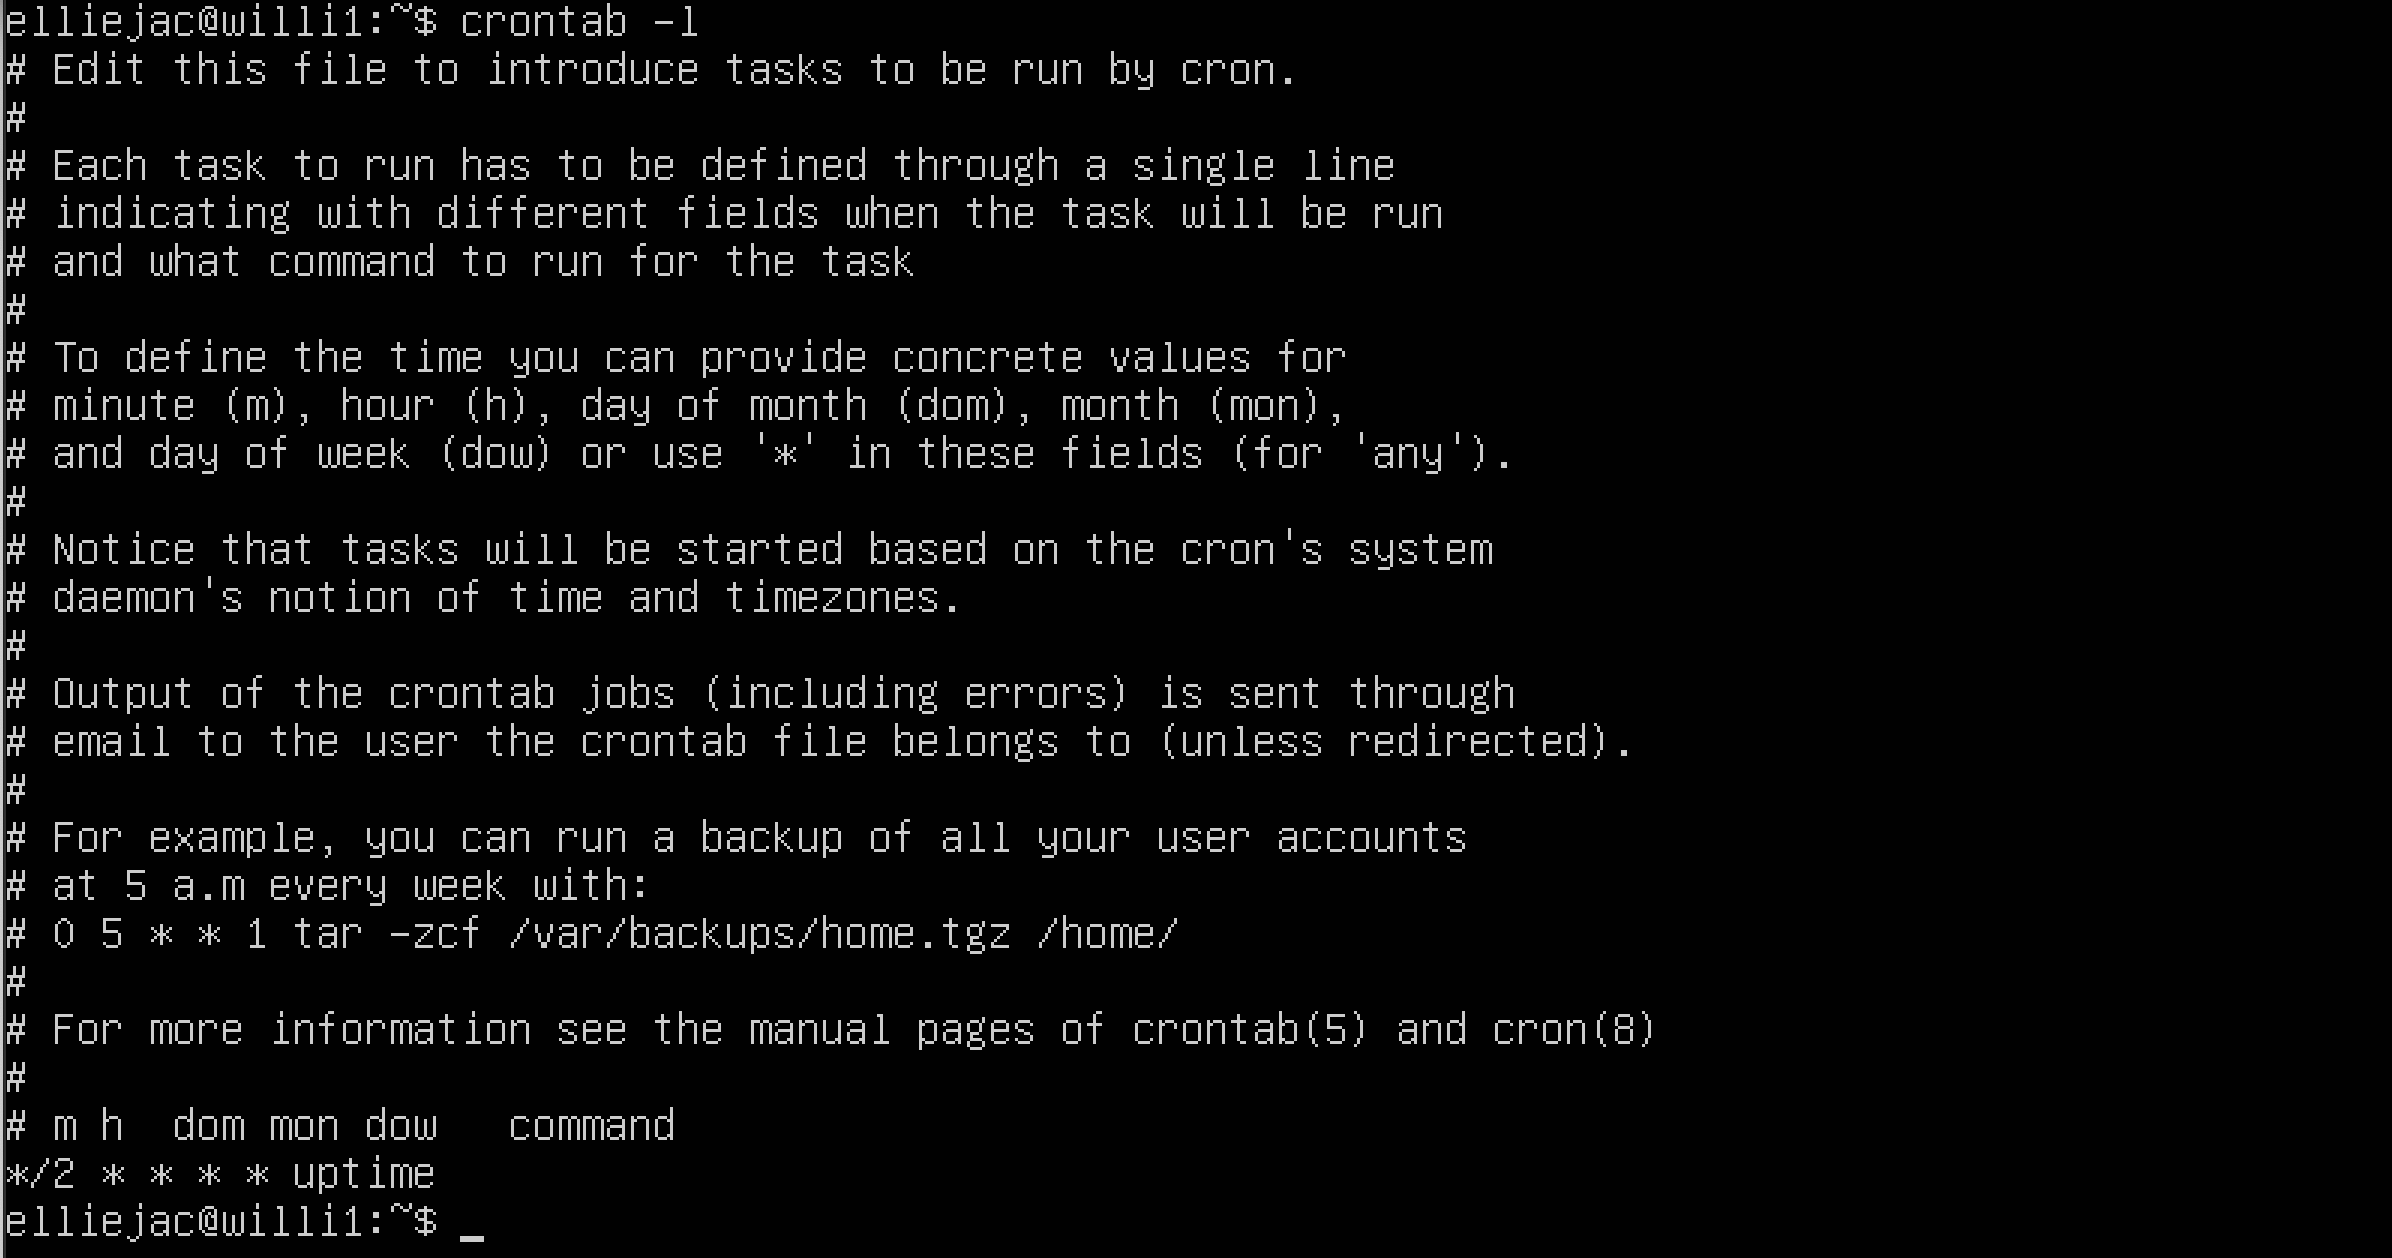 elliejac@willi1:~$ crontab -l
# Edit this file to introduce tasks to be run by cron.
#
# Each task to run has to be defined through a single line
# indicating with different fields when the task will be run
# and what command to run for the task
#
# To define the time you can provide concrete values for
# minute (m), hour (h), day of month (dom), month (mon),
# and day of week (dow) or use '*' in these fields (for 'any').
#
# Notice that tasks will be started based on the cron's system
# daemon's notion of time and timezones.
#
# Output of the crontab jobs (including errors) is sent through
# email to the user the crontab file belongs to (unless redirected).
#
# For example, you can run a backup of all your user accounts
# at 5 a.m every week with:
# 0 5 * * 1 tar -zcf /var/backups/home.tgz /home/
#
# For more information see the manual pages of crontab(5) and cron(8)
#
# m h  dom mon dow   command
*/2 * * * * uptime
elliejac@willi1:~$ _